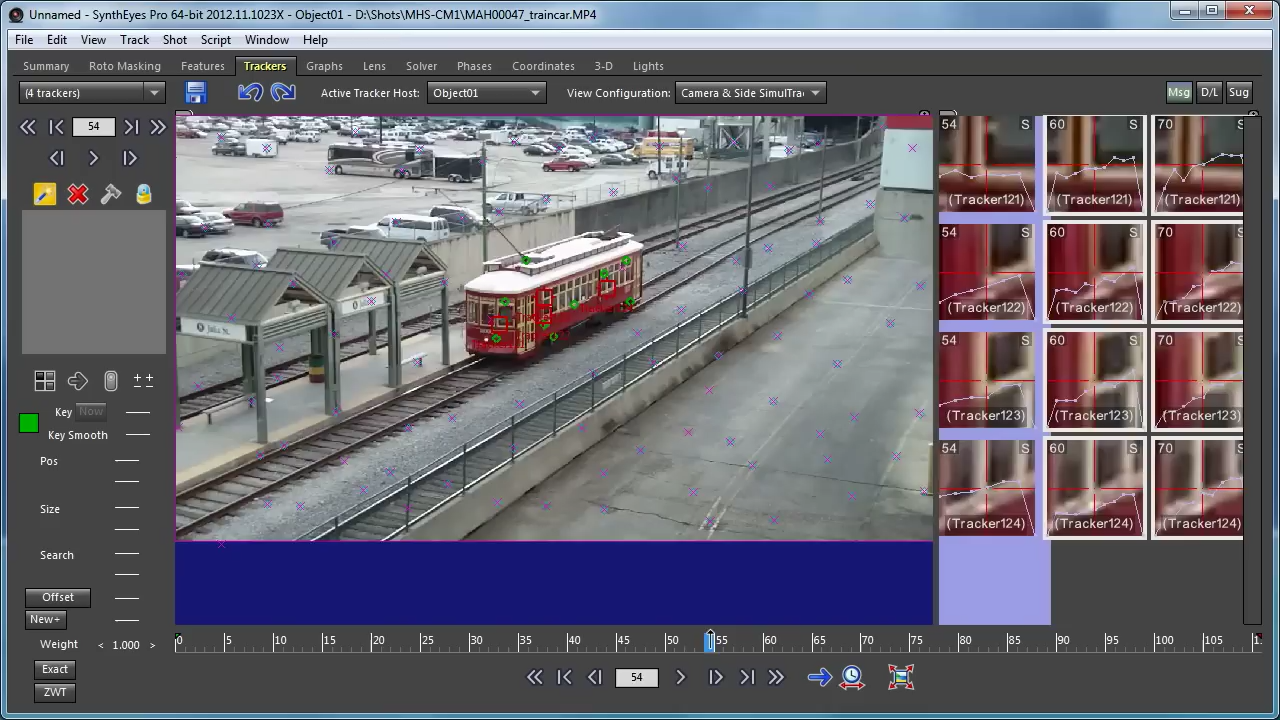 Unnamed - SynthEyes Pro 64-bit 2012.11.1023X - Object01 - D:\Shots\MHS-CM1\MAH00047_traincar.MP4
File Edit View Track Shot Script Window Help
Summary Roto Masking Features Trackers Graphs Lens Solver Phases Coordinates 3-D Lights
(4 trackers) Active Tracker Host: Object01 View Configuration: Camera & Side SimulTra Msg D/L Sug
54
54 S 60 S 70 S
(Tracker121) (Tracker121) (Tracker121)
54 S 60 S 70 S
(Tracker122) (Tracker122) (Tracker122)
54 S 60 S 70 S
(Tracker123) (Tracker123) (Tracker123)
54 S 60 S 70 S
(Tracker124) (Tracker124) (Tracker124)
Julia St.
Key Now
Key Smooth
Pos
Size
Search
Offset
New+
Weight < 1.000 >
Exact
ZWT
0 5 10 15 20 25 30 35 40 45 50 55 60 65 70 75 80 85 90 95 100 105
54